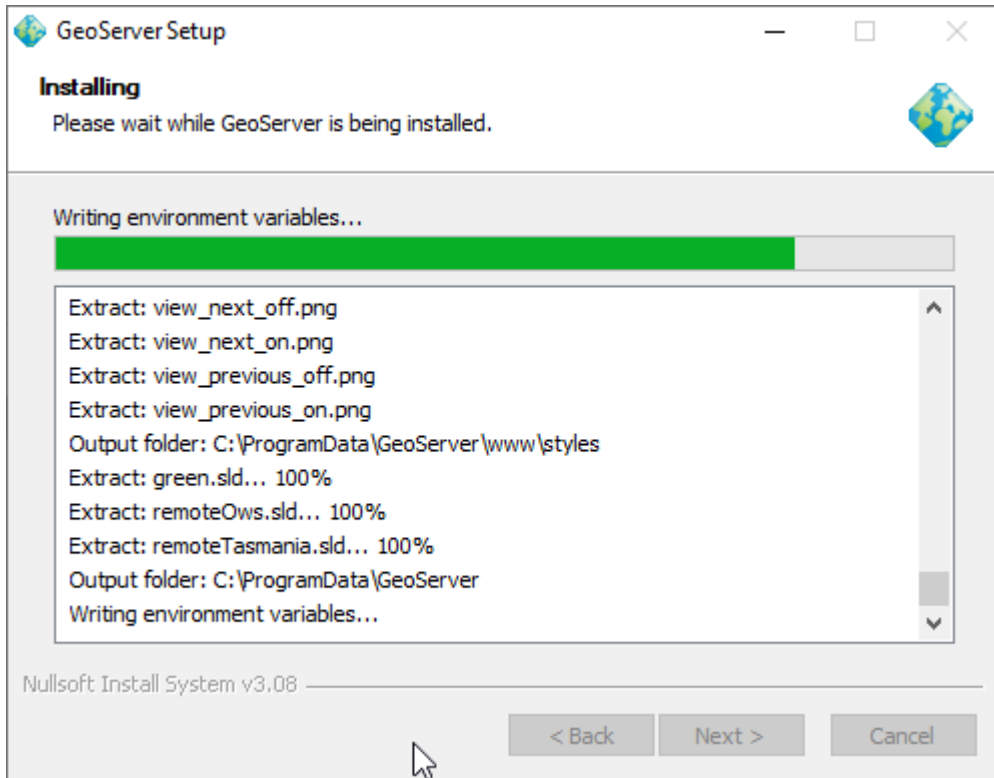 GeoServer Setup
Installing
Please wait while GeoServer is being installed.
Writing environment variables...
Extract: view_next_off.png
Extract: view_next_on.png
Extract: view_previous_off.png
Extract: view_previous_on.png
Output folder: C:\ProgramData\GeoServer\www\styles
Extract: green.sld... 100%
Extract: remoteOws.sld... 100%
Extract: remoteTasmania.sld... 100%
Output folder: C:\ProgramData\GeoServer
Writing environment variables...
Nullsoft Install System v3.08
< Back Next > Cancel